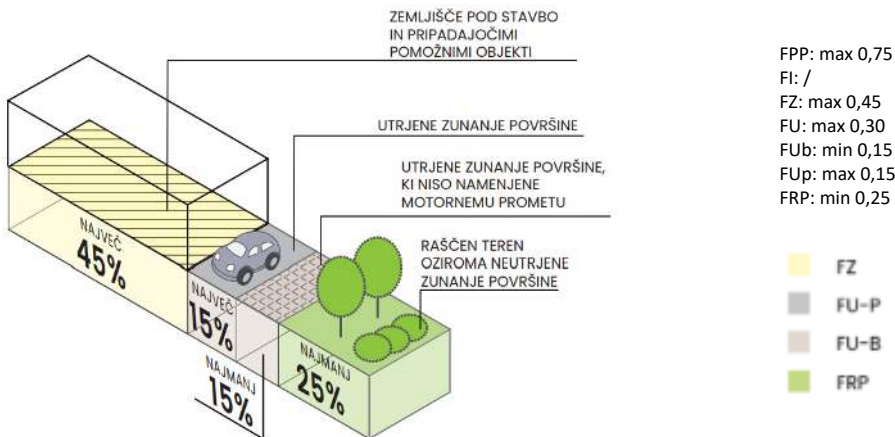 ZEMLJIŠČE POD STAVBO
IN PRIPADAJOČIMI
POMOŽNIMI OBJEKTI
UTRJENE ZUNANJE POVRŠINE
UTRJENE ZUNANJE POVRŠINE,
KI NISO NAMENJENE
MOTORNEMU PROMETU
RAŠČEN TEREN
OZIROMA NEUTRJENE
ZUNANJE POVRŠINE
NAJVEČ
45%
NAJVEČ
15%
NAJMANJ
15%
NAJMANJ
25%
FPP: max 0,75
FI: /
FZ: max 0,45
FU: max 0,30
FUb: min 0,15
FUp: max 0,15
FRP: min 0,25
FZ
FU-P
FU-B
FRP